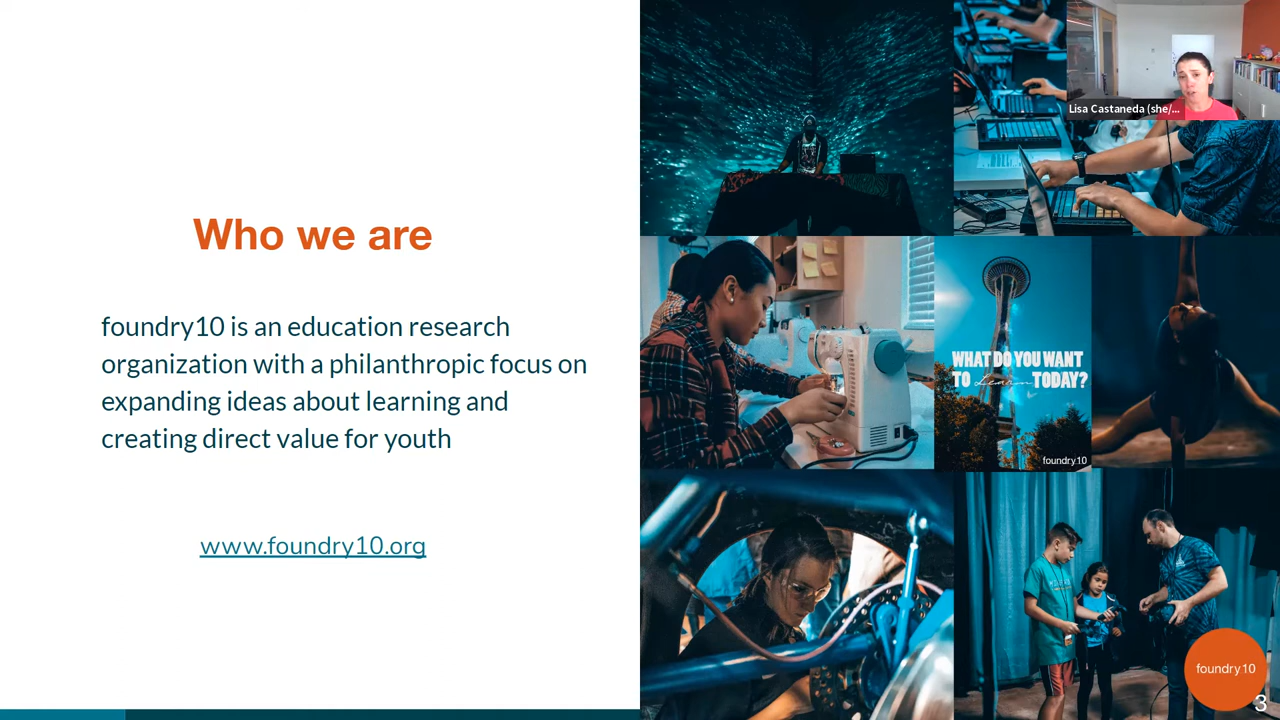 Who we are
foundry10 is an education research
organization with a philanthropic focus on
expanding ideas about learning and
creating direct value for youth
www.foundry10.org
Lisa Castaneda (she/...
WHAT DO YOU WANT
TO Learn TODAY?
foundry10
foundry10
3